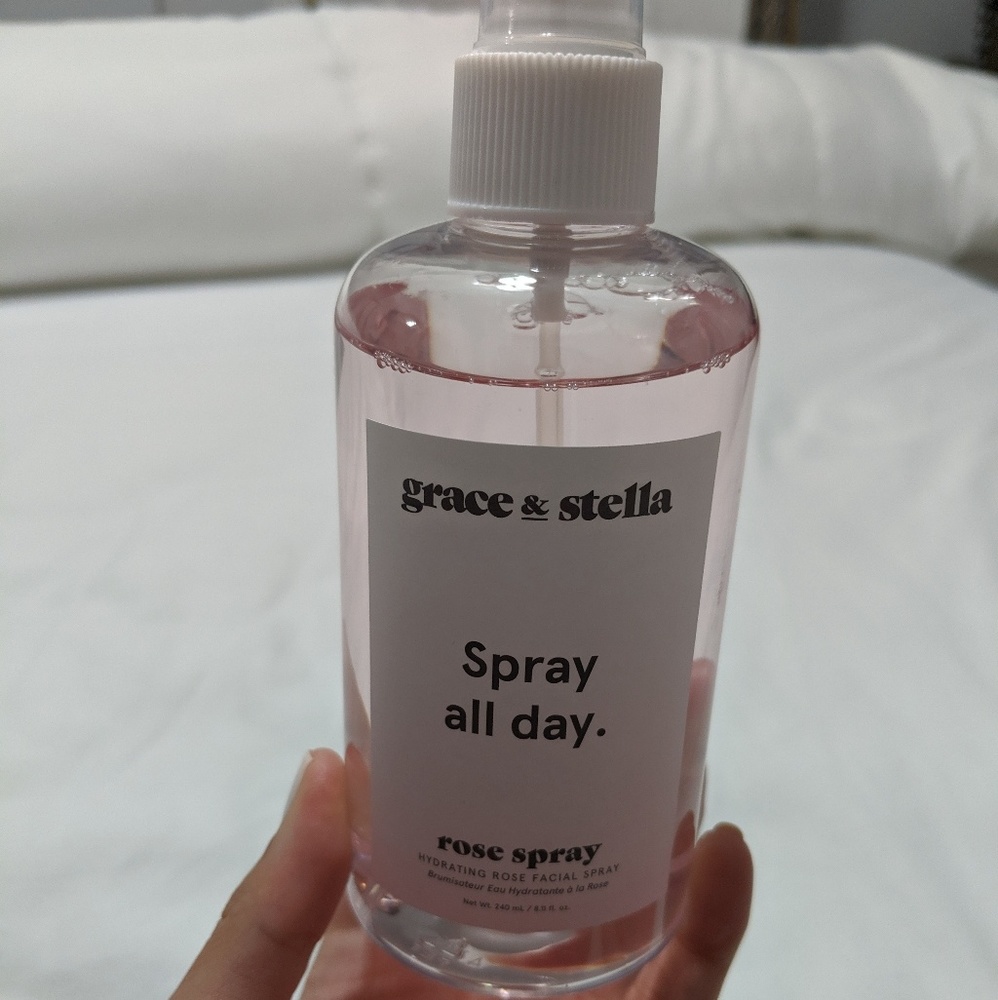 grace & stella
Spray
all day.
rose spray
HYDRATING ROSE FACIAL SPRAY
Brumisateur Eau Hydratante à la Rose
Net Wt. 240 mL / 8.0 fl. oz.